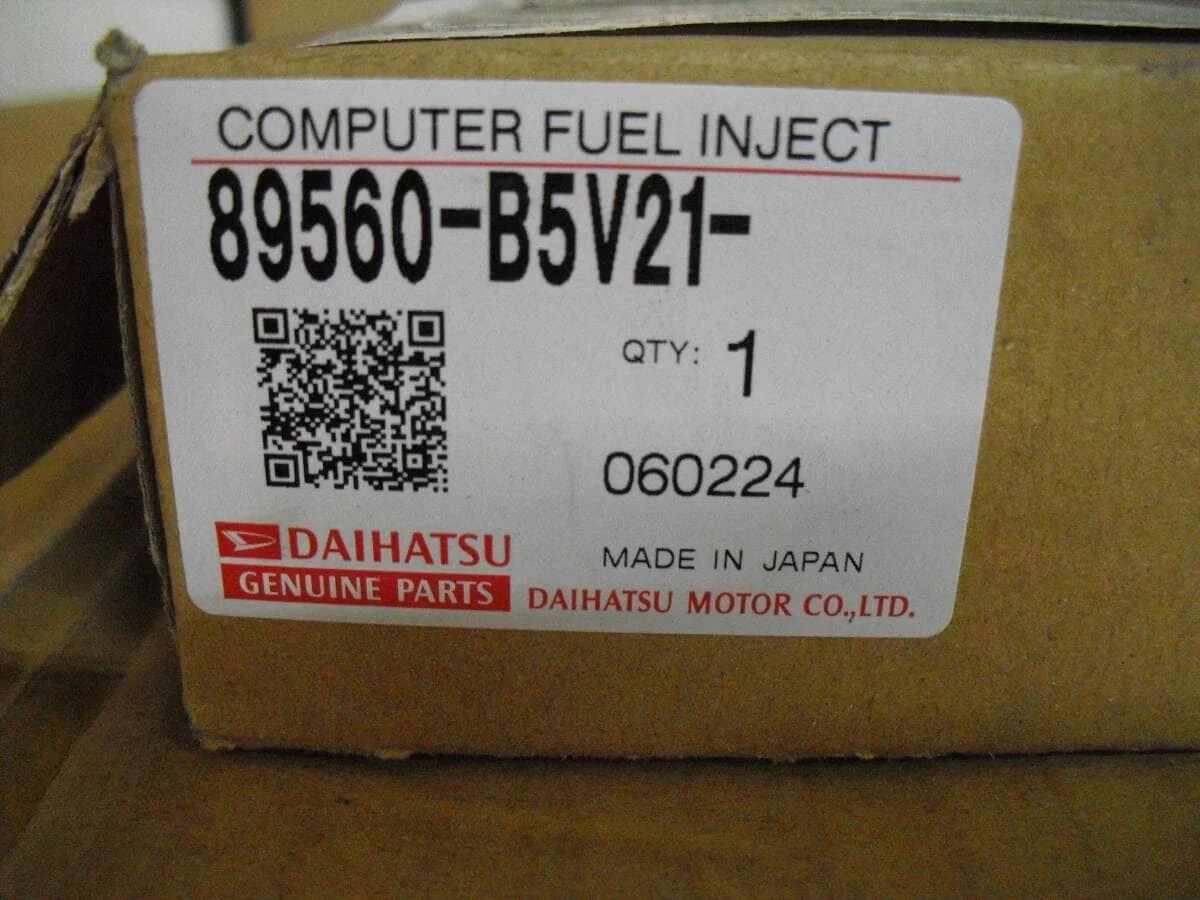 COMPUTER FUEL INJECT
89560-B5V21-
QTY: 1
060224
DAIHATSU
MADE IN JAPAN
GENUINE PARTS
DAIHATSU MOTOR CO.,LTD.